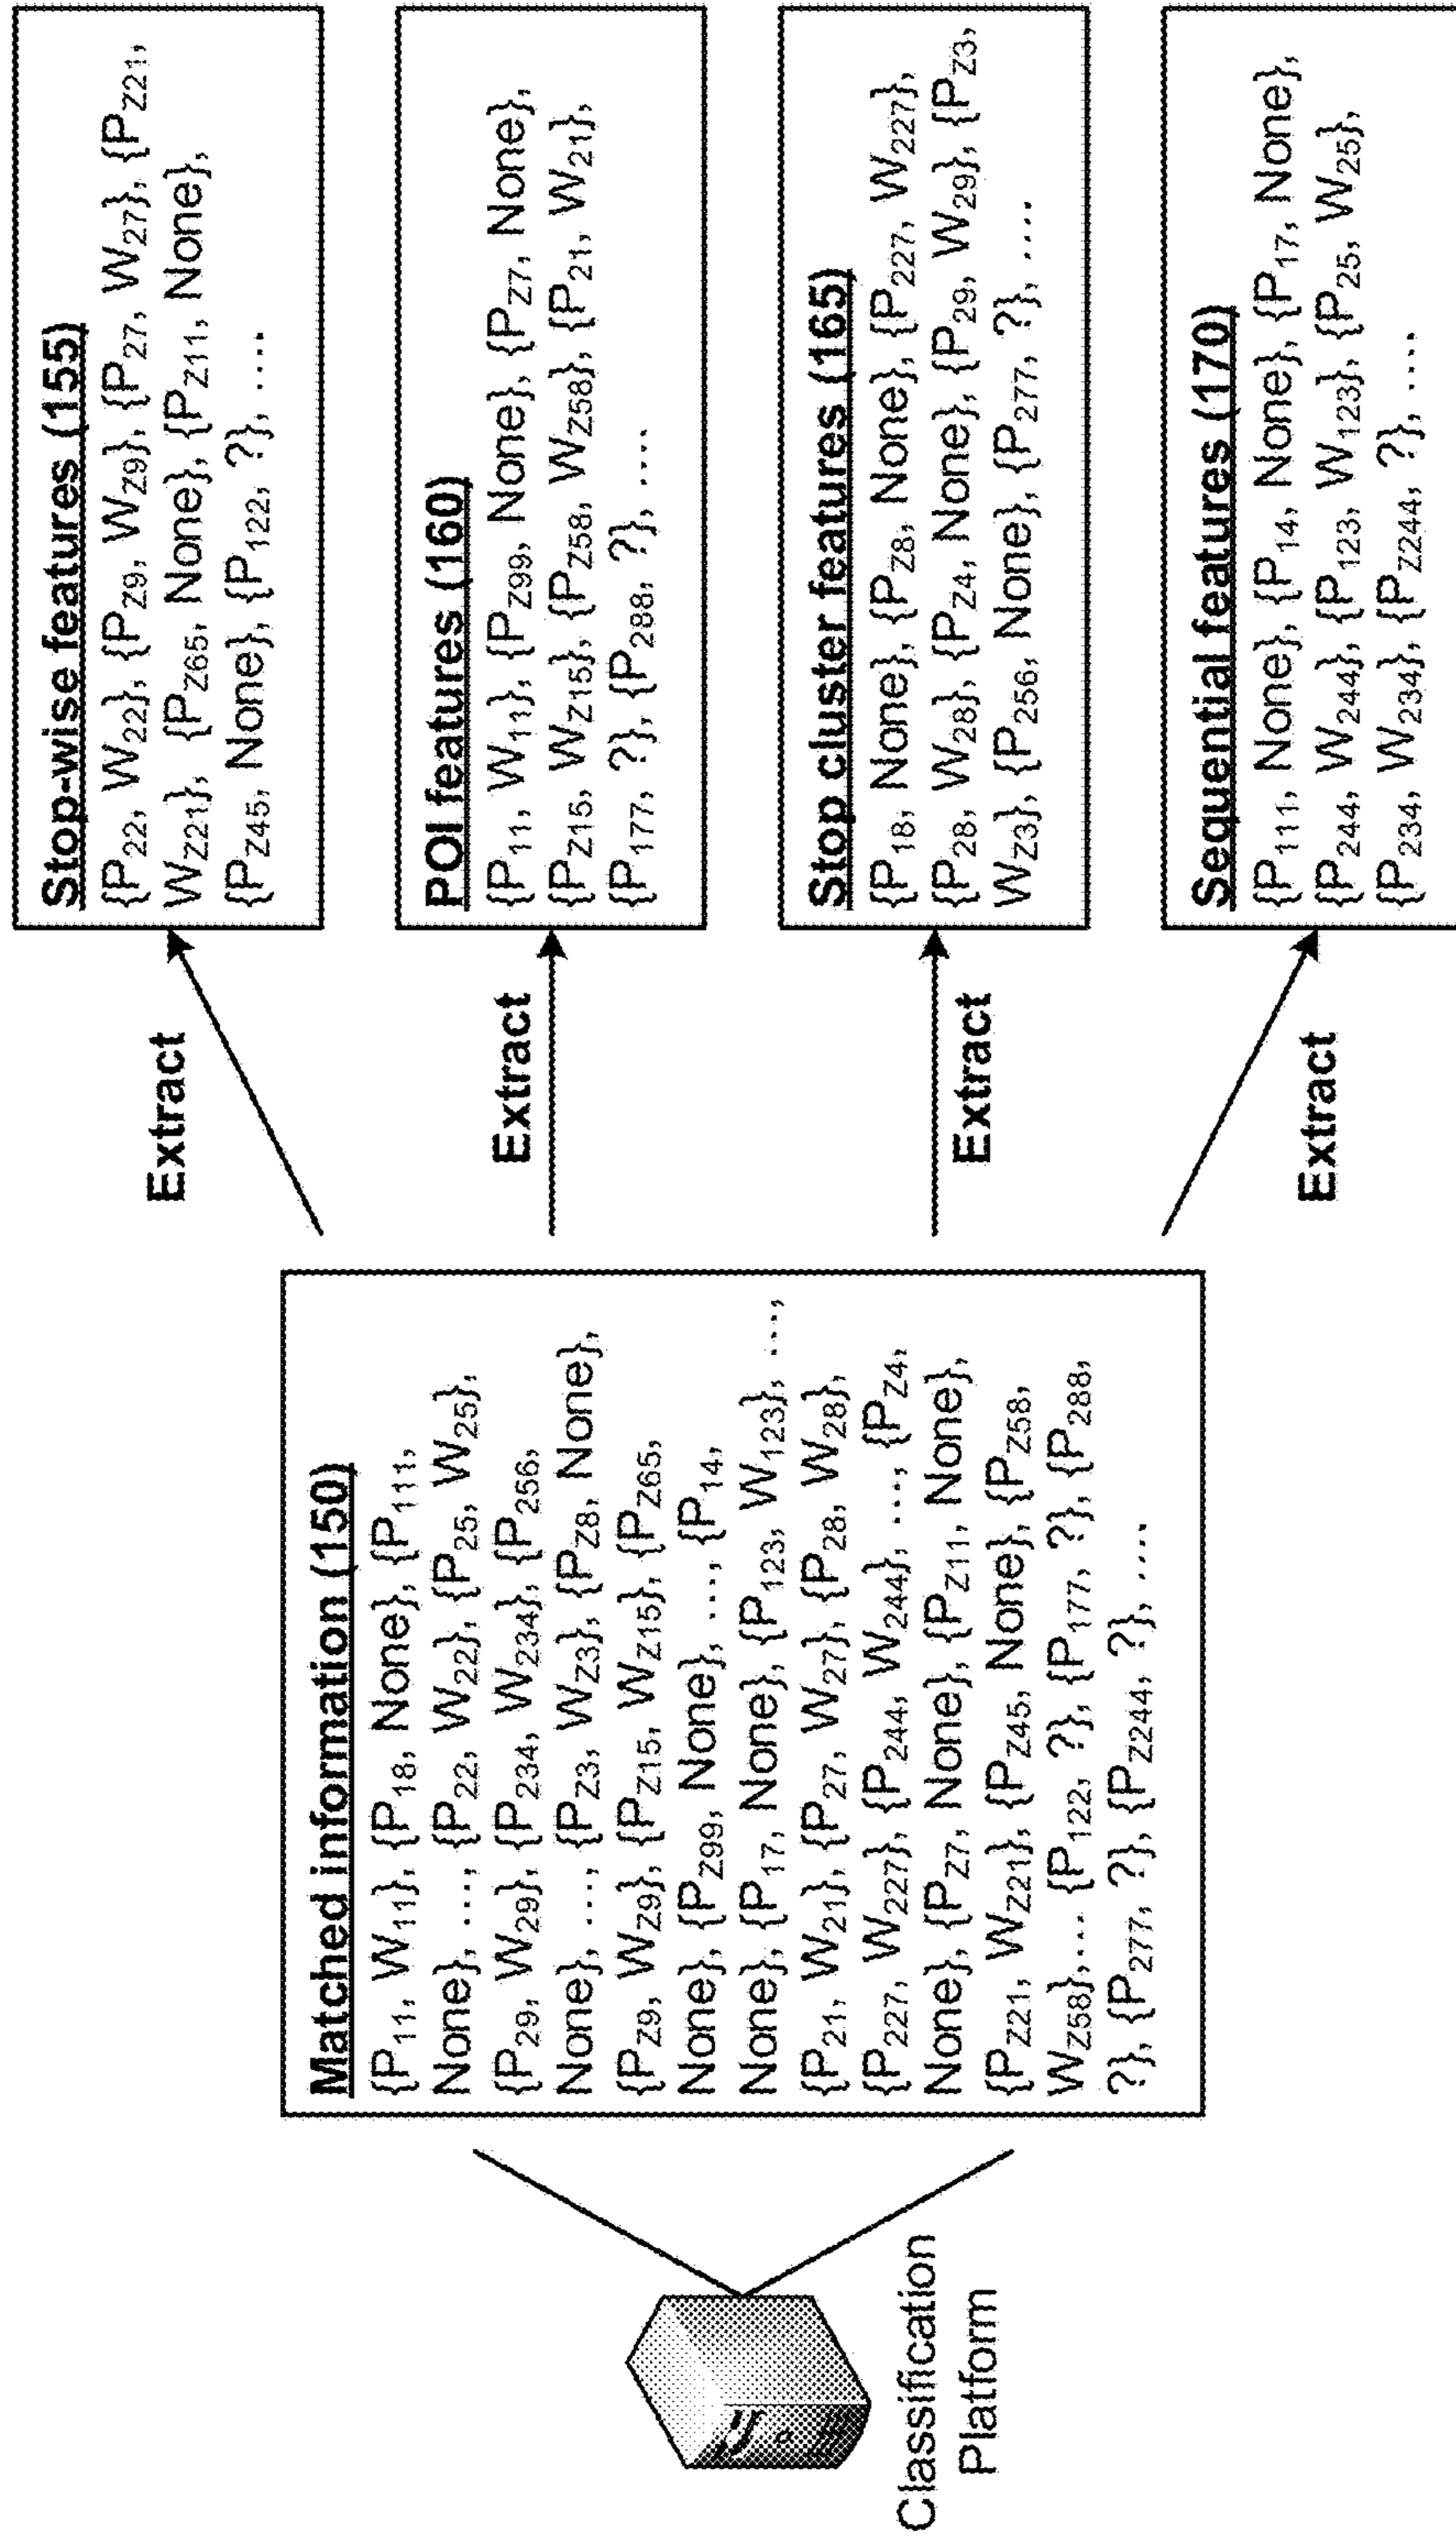 Classification
Platform
Matched information (150)
{P11, W11}, {P18, None}, {P111,
None}, …, {P22, W22}, {P25, W25},
{P29, W29}, {P234, W234}, {P256,
None}, …, {PZ3, WZ3}, {PZ8, None},
{PZ9, WZ9}, {PZ15, WZ15}, {PZ65,
None}, {PZ99, None}, …, {P14,
None}, {P17, None}, {P123, W123}, …,
{P21, W21}, {P27, W27}, {P28, W28},
{P227, W227}, {P244, W244}, …, {PZ4,
None}, {PZ7, None}, {PZ11, None},
{PZ21, WZ21}, {PZ45, None}, {PZ58,
WZ58},… {P122, ?}, {P177, ?}, {P288,
?}, {P277, ?}, {PZ244, ?}, ….
Extract
Extract
Extract
Extract
Stop-wise features (155)
{P22, W22}, {PZ9, WZ9}, {P27, W27}, {PZ21,
WZ21}, {PZ65, None}, {PZ11, None},
{PZ45, None}, {P122, ?}, ….
POI features (160)
{P11, W11}, {PZ99, None}, {PZ7, None},
{PZ15, WZ15}, {PZ58, WZ58}, {P21, W21},
{P177, ?}, {P288, ?}, ….
Stop cluster features (165)
{P18, None}, {PZ8, None}, {P227, W227},
{P28, W28}, {PZ4, None}, {P29, W29}, {PZ3,
WZ3}, {P256, None}, {P277, ?}, ….
Sequential features (170)
{P111, None}, {P14, None}, {P17, None},
{P244, W244}, {P123, W123}, {P25, W25},
{P234, W234}, {PZ244, ?}, ….